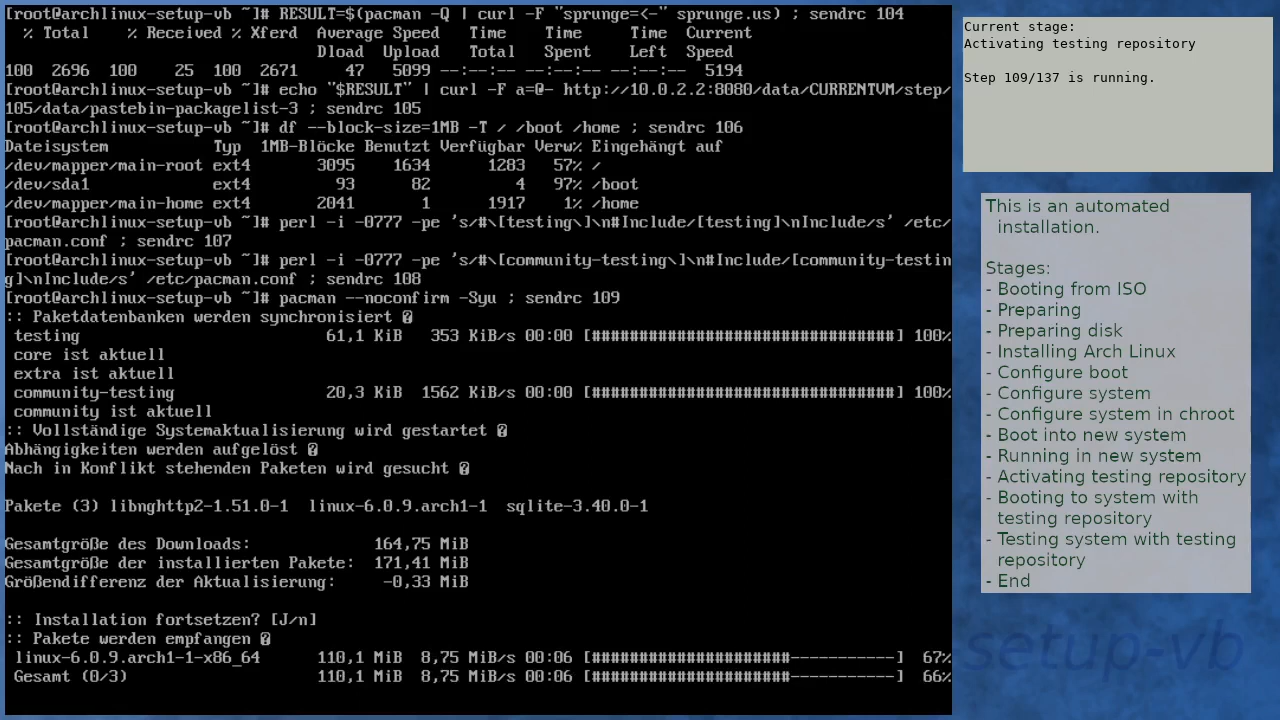 [root@archlinux-setup-vb ~]# RESULT=$(pacman -Q | curl -F "sprunge=<-" sprunge.us) ; sendrc 104
  % Total    % Received % Xferd  Average Speed   Time    Time     Time  Current
                                 Dload  Upload   Total   Spent    Left  Speed
100  2696  100    25  100  2671     47   5099 --:--:-- --:--:-- --:--:--  5194
[root@archlinux-setup-vb ~]# echo "$RESULT" | curl -F a=@- http://10.0.2.2:8080/data/CURRENTVM/step/
105/data/pastebin-packagelist-3 ; sendrc 105
[root@archlinux-setup-vb ~]# df --block-size=1MB -T / /boot /home ; sendrc 106
Dateisystem           Typ  1MB-Blöcke Benutzt Verfügbar Verw% Eingehängt auf
/dev/mapper/main-root ext4       3095    1634      1283   57% /
/dev/sda1             ext4         93      82         4   97% /boot
/dev/mapper/main-home ext4       2041       1      1917    1% /home
[root@archlinux-setup-vb ~]# perl -i -0777 -pe 's/#\[testing\]\n#Include/[testing]\nInclude/s' /etc/
pacman.conf ; sendrc 107
[root@archlinux-setup-vb ~]# perl -i -0777 -pe 's/#\[community-testing\]\n#Include/[community-testin
g]\nInclude/s' /etc/pacman.conf ; sendrc 108
[root@archlinux-setup-vb ~]# pacman --noconfirm -Syu ; sendrc 109
:: Paketdatenbanken werden synchronisiert �
 testing                          61,1 KiB   353 KiB/s 00:00 [################################] 100%
 core ist aktuell
 extra ist aktuell
 community-testing                20,3 KiB  1562 KiB/s 00:00 [################################] 100%
 community ist aktuell
:: Vollständige Systemaktualisierung wird gestartet �
Abhängigkeiten werden aufgelöst �
Nach in Konflikt stehenden Paketen wird gesucht �
Pakete (3) libnghttp2-1.51.0-1  linux-6.0.9.arch1-1  sqlite-3.40.0-1
Gesamtgröße des Downloads:             164,75 MiB
Gesamtgröße der installierten Pakete:  171,41 MiB
Größendifferenz der Aktualisierung:     -0,33 MiB
:: Installation fortsetzen? [J/n]
:: Pakete werden empfangen �
 linux-6.0.9.arch1-1-x86_64      110,1 MiB  8,75 MiB/s 00:06 [#####################-----------]  67%
 Gesamt (0/3)                    110,1 MiB  8,75 MiB/s 00:06 [#####################-----------]  66%
Current stage:
Activating testing repository
Step 109/137 is running.
This is an automated
installation.
Stages:
- Booting from ISO
- Preparing
- Preparing disk
- Installing Arch Linux
- Configure boot
- Configure system
- Configure system in chroot
- Boot into new system
- Running in new system
- Activating testing repository
- Booting to system with
testing repository
- Testing system with testing
repository
- End
setup-vb